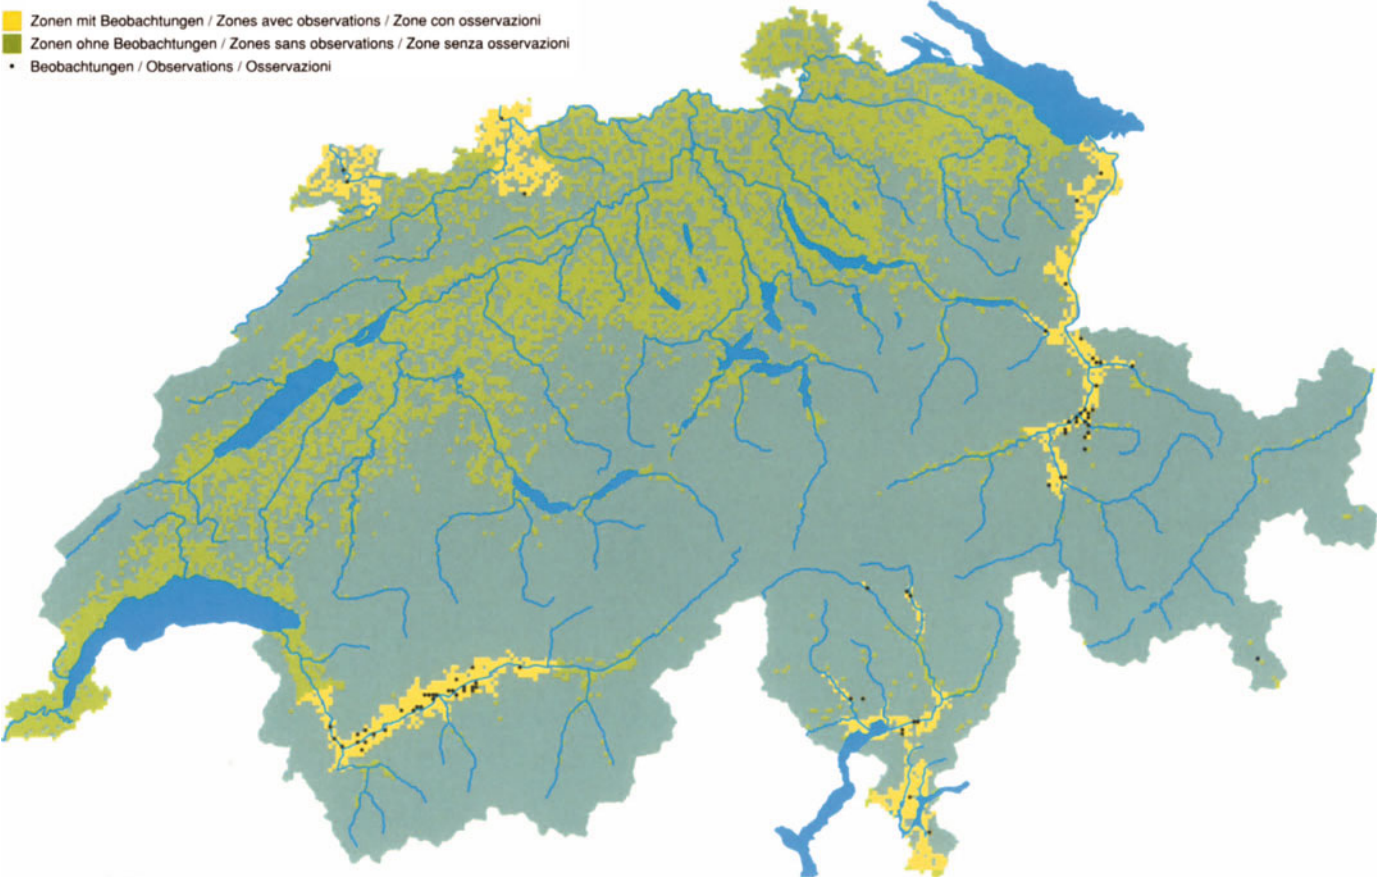 Zonen mit Beobachtungen / Zones avec observations / Zone con osservazioni
Zonen ohne Beobachtungen / Zones sans observations / Zone senza osservazioni
Beobachtungen / Observations / Osservazioni